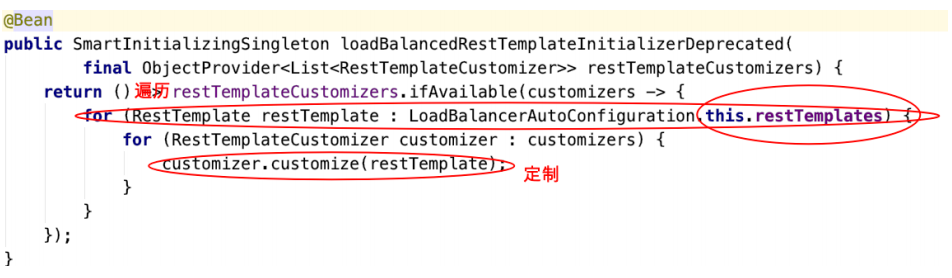 @Bean
public SmartInitializingSingleton loadBalancedRestTemplateInitializerDeprecated(
final ObjectProvider<List<RestTemplateCustomizer>> restTemplateCustomizers) {
return () 遍历 restTemplateCustomizers.ifAvailable(customizers -> {
for (RestTemplate restTemplate : LoadBalancerAutoConfiguration.this.restTemplates) {
for (RestTemplateCustomizer customizer : customizers) {
customizer.customize(restTemplate);
定制
}
}
});
}